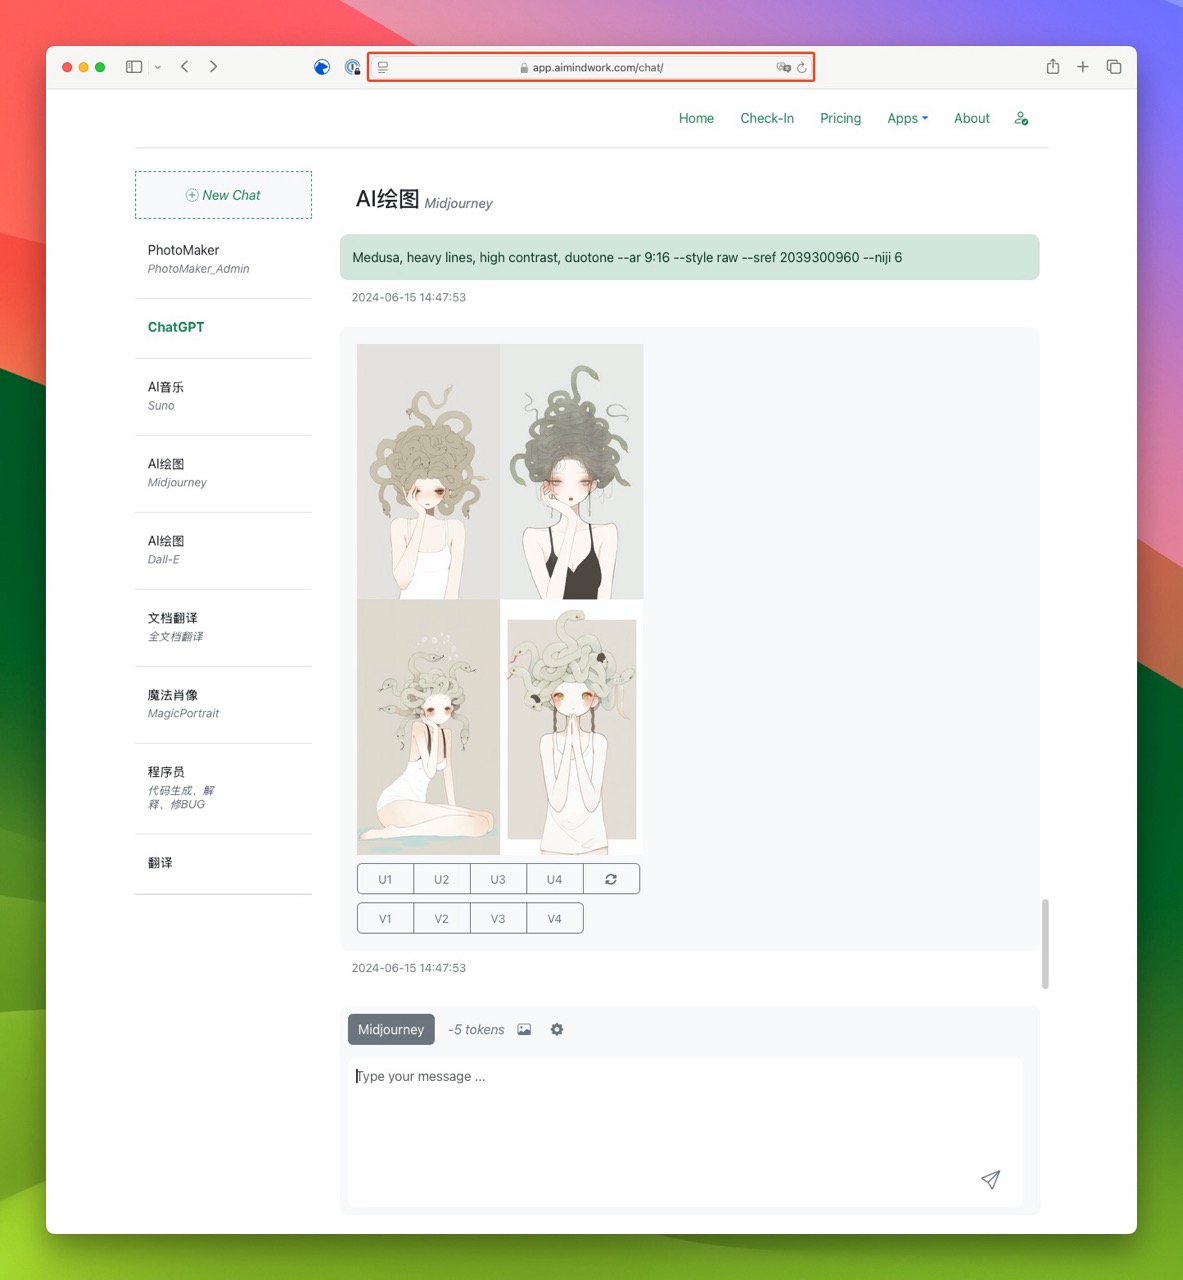 app.aimindwork.com/chat/
Home Check-In Pricing Apps About
New Chat
PhotoMaker
PhotoMaker_Admin
ChatGPT
AI音乐
Suno
AI绘图
Midjourney
AI绘图
Dall-E
文档翻译
全文档翻译
魔法肖像
MagicPortrait
程序员
代码生成、解
释、修BUG
翻译
AI绘图 Midjourney
Medusa, heavy lines, high contrast, duotone --ar 9:16 --style raw --sref 2039300960 --niji 6
2024-06-15 14:47:53
U1 U2 U3 U4
V1 V2 V3 V4
2024-06-15 14:47:53
Midjourney -5 tokens
Type your message ...